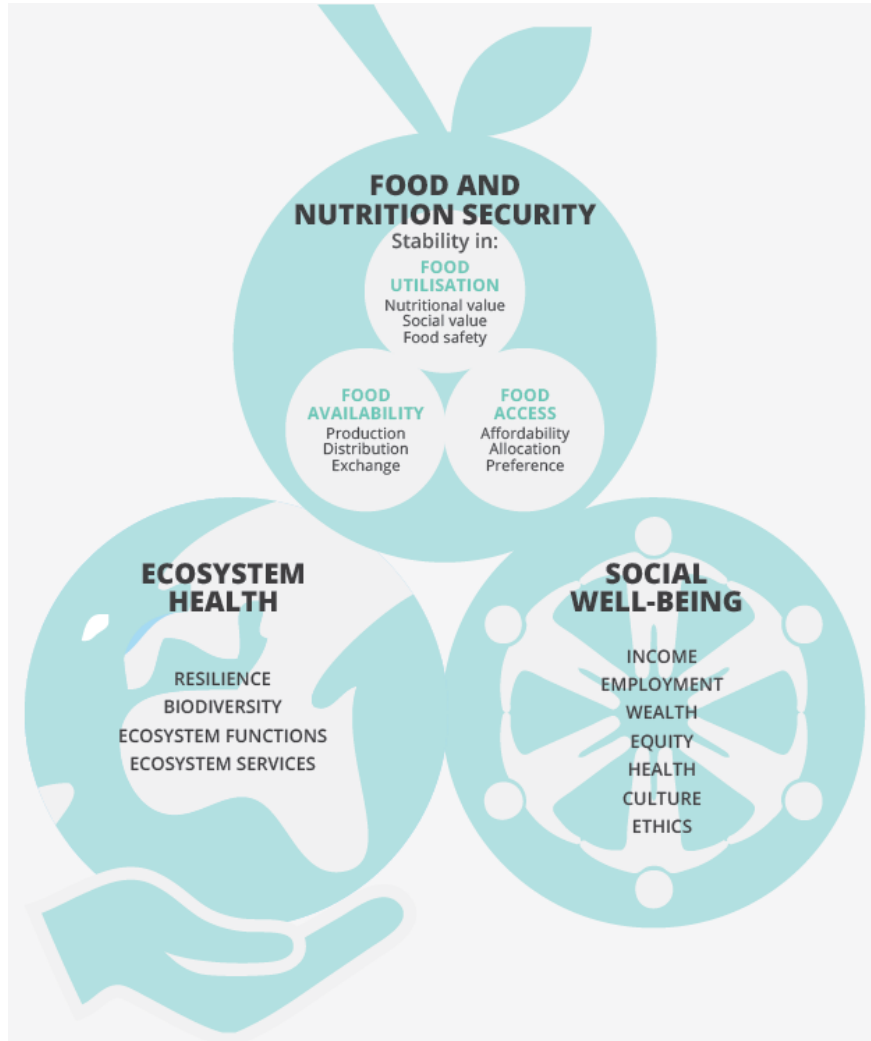 FOOD AND
NUTRITION SECURITY
Stability in:
FOOD
UTILISATION
Nutritional value
Social value
Food safety
FOOD
AVAILABILITY
Production
Distribution
Exchange
FOOD
ACCESS
Affordability
Allocation
Preference
ECOSYSTEM
HEALTH
RESILIENCE
BIODIVERSITY
ECOSYSTEM FUNCTIONS
ECOSYSTEM SERVICES
SOCIAL
WELL-BEING
INCOME
EMPLOYMENT
WEALTH
EQUITY
HEALTH
CULTURE
ETHICS